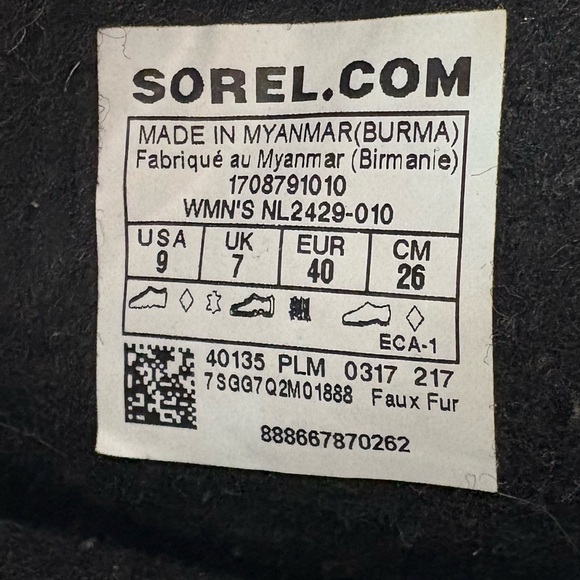 SOREL.COM
MADE IN MYANMAR(BURMA)
Fabriqué au Myanmar (Birmanie)
1708791010
WMN'S NL2429-010
USA 9 UK 7 EUR 40 CM 26
ECA-1
40135 PLM 0317 217
7SGG7Q2M01888 Faux Fur
888667870262